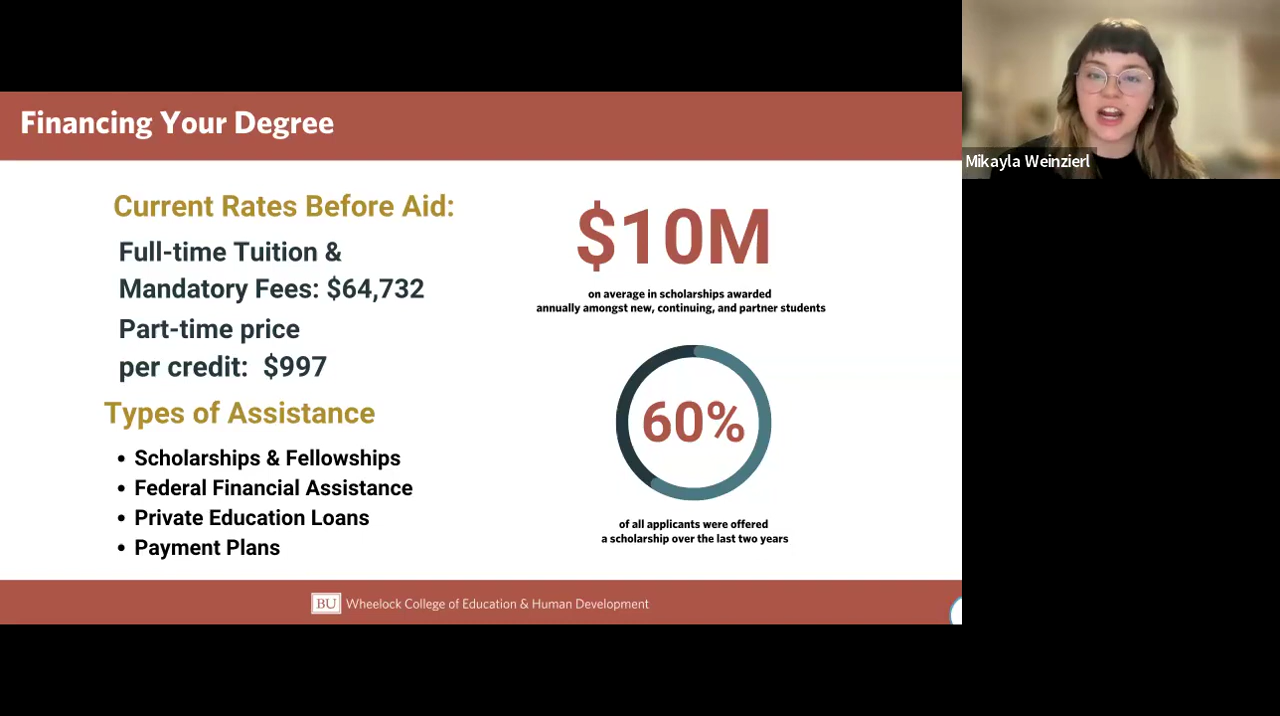 Financing Your Degree
Current Rates Before Aid:
Full-time Tuition &
Mandatory Fees: $64,732
Part-time price
per credit: $997
Types of Assistance
• Scholarships & Fellowships
• Federal Financial Assistance
• Private Education Loans
• Payment Plans
$10M
on average in scholarships awarded
annually amongst new, continuing, and partner students
60%
of all applicants were offered
a scholarship over the last two years
BU Wheelock College of Education & Human Development
Mikayla Weinzierl